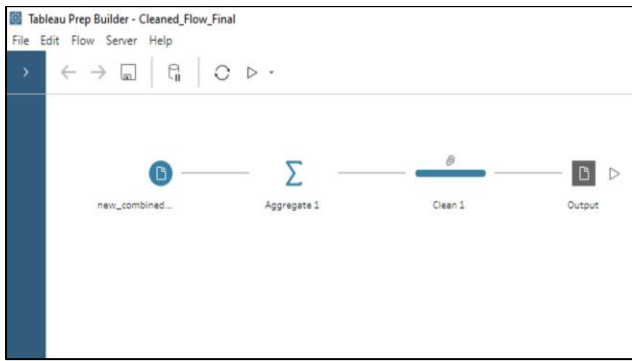 Tableau Prep Builder - Cleaned_Flow_Final
File Edit Flow Server Help
new_combined... Aggregate 1 Clean 1 Output